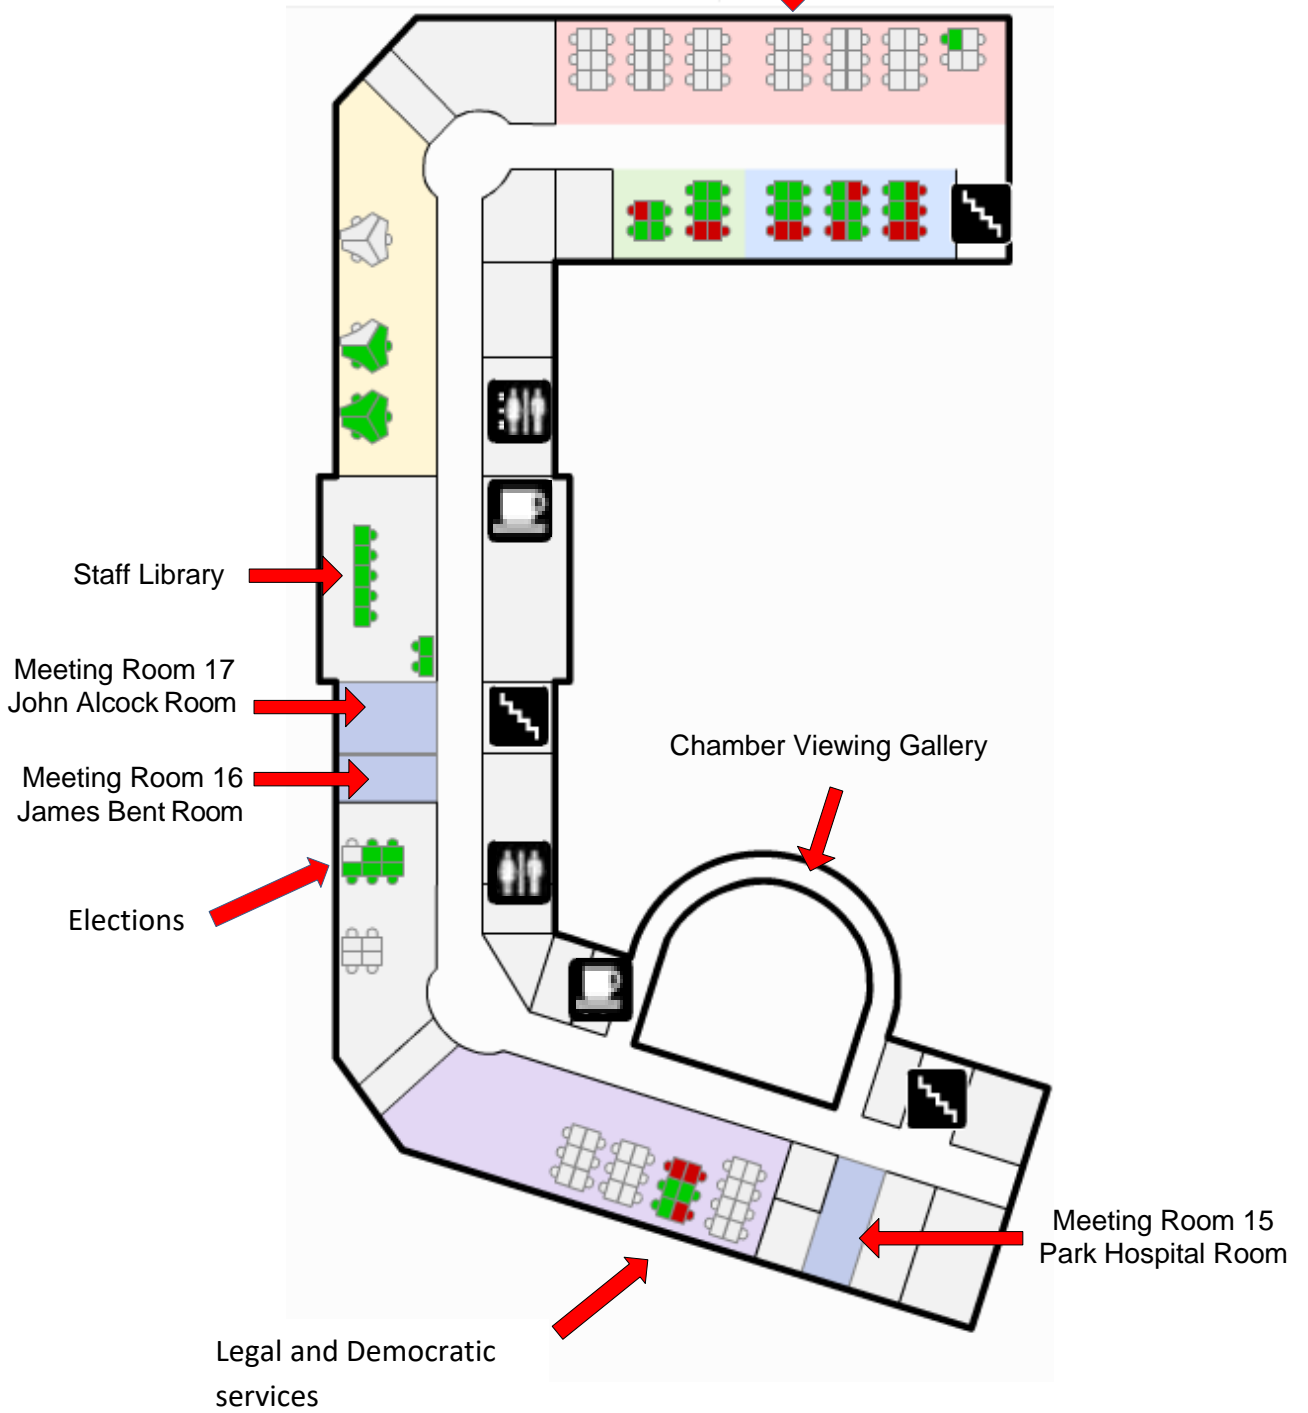 Staff Library
Meeting Room 17
John Alcock Room
Chamber Viewing Gallery
Meeting Room 16
James Bent Room
Elections
Meeting Room 15
Park Hospital Room
Legal and Democratic
services